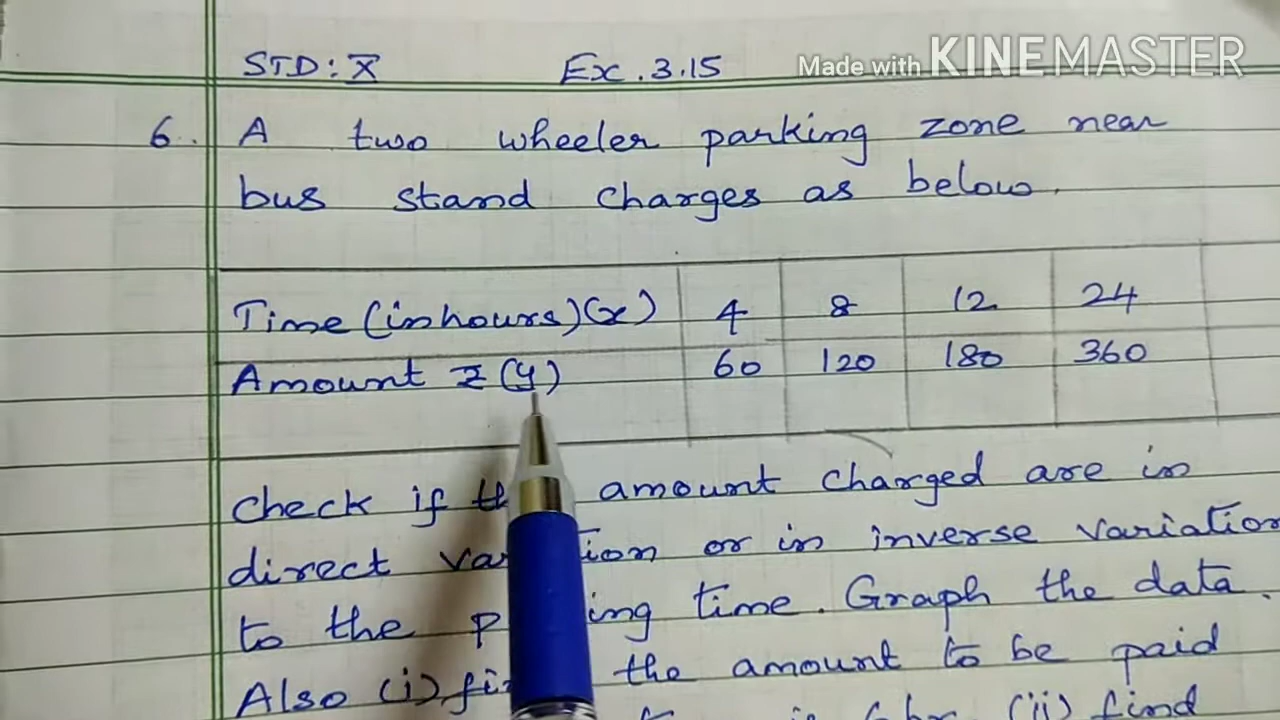 STD: X Ex. 3.15
Made with KINEMASTER
6. A two wheeler parking zone near
bus stand charges as below.
Time (in hours) (x) 4 8 12 24
Amount ₹ (y) 60 120 180 360
check if amount charged are in
direct or in inverse variation
to the time. Graph the data.
Also (i) the amount to be paid
(ii) find